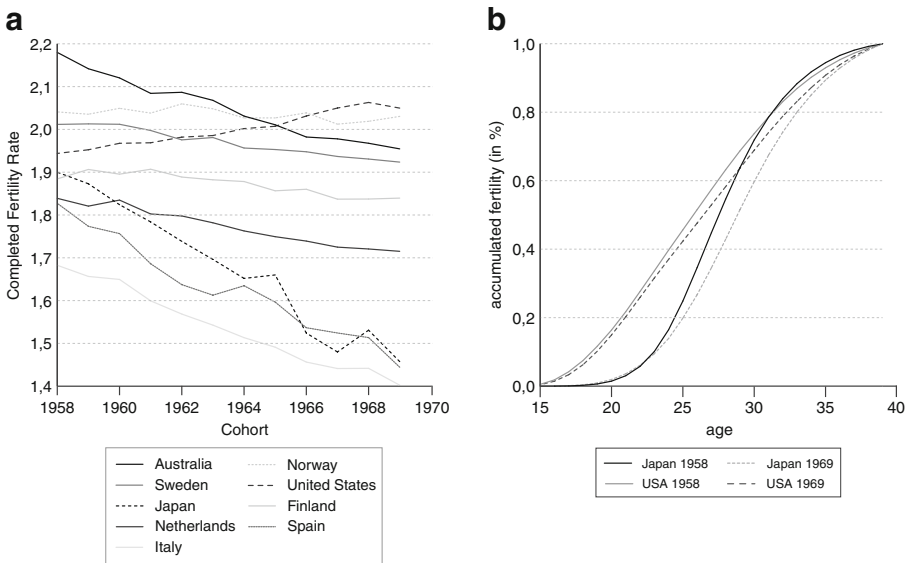 a
Completed Fertility Rate
2,2
2,1
2,0
1,9
1,8
1,7
1,6
1,5
1,4
1958 1960 1962 1964 1966 1968 1970
Cohort
Australia Norway
Sweden United States
Japan Finland
Netherlands Spain
Italy
b
accumulated fertility (in %)
1,0
0,8
0,6
0,4
0,2
0,0
15 20 25 30 35 40
age
Japan 1958 Japan 1969
USA 1958 USA 1969